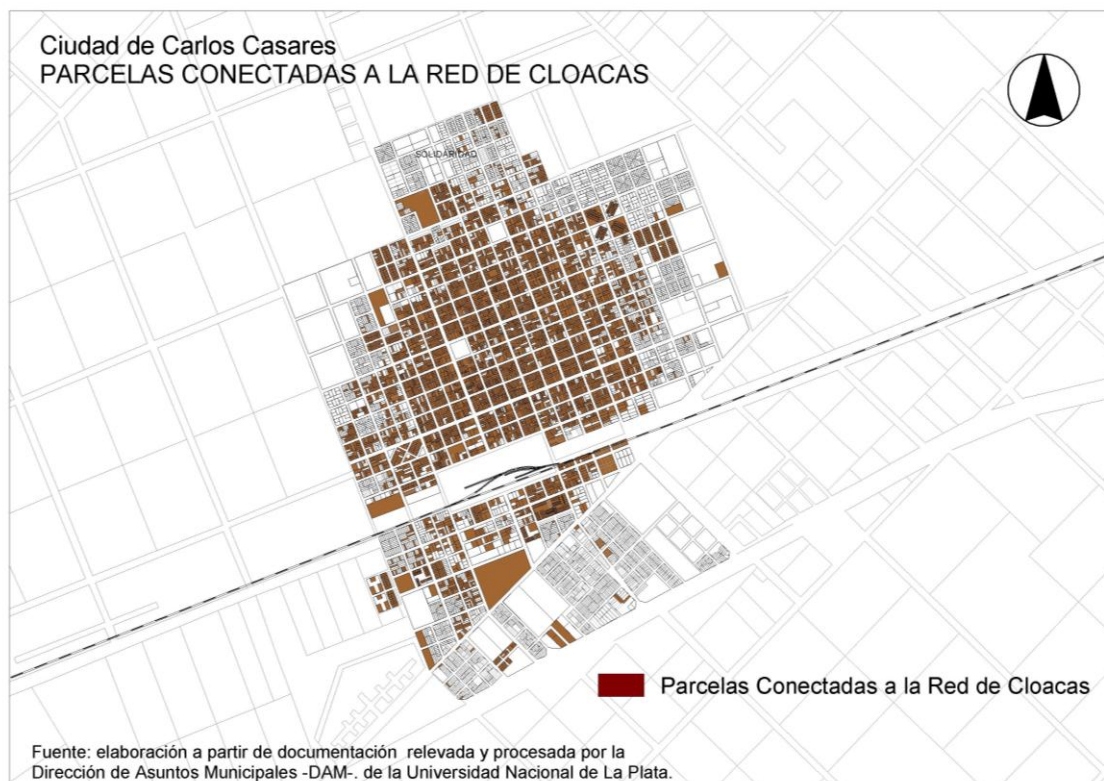 Ciudad de Carlos Casares
PARCELAS CONECTADAS A LA RED DE CLOACAS
SOLIDARIDAD
Parcelas Conectadas a la Red de Cloacas
Fuente: elaboración a partir de documentación relevada y procesada por la
Dirección de Asuntos Municipales -DAM-. de la Universidad Nacional de La Plata.